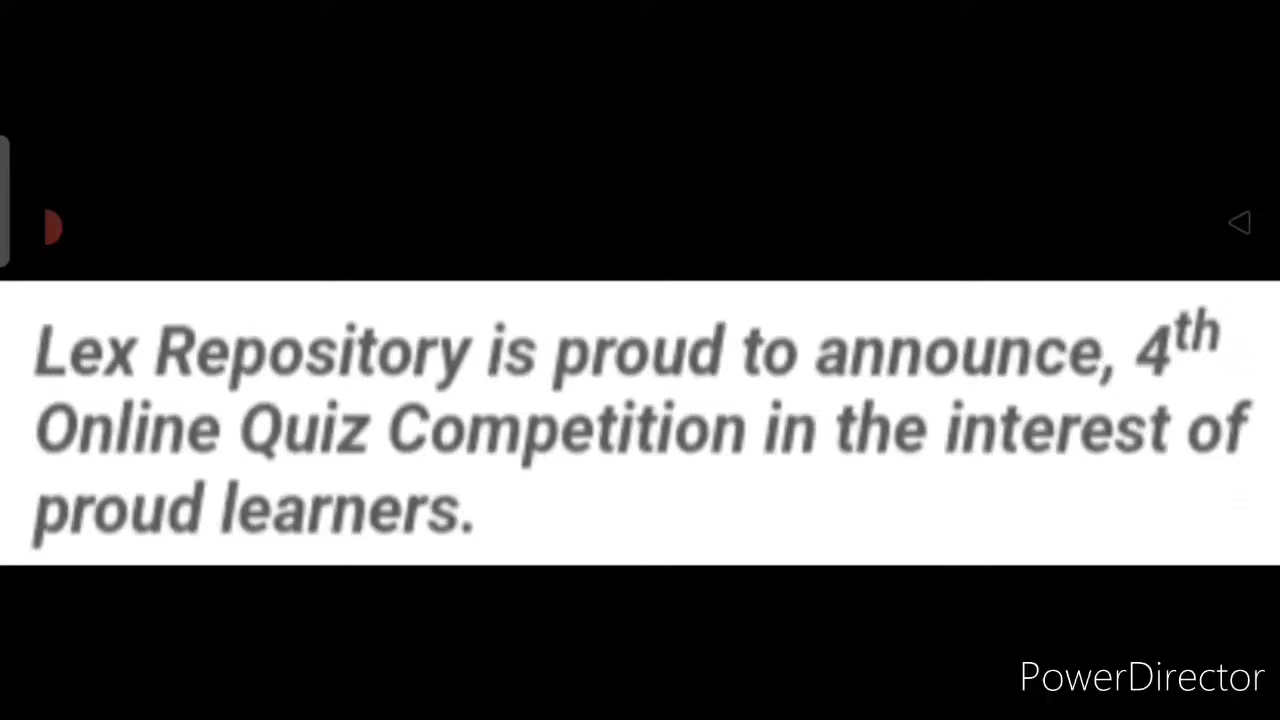 Lex Repository is proud to announce, 4th
Online Quiz Competition in the interest of
proud learners.
PowerDirector